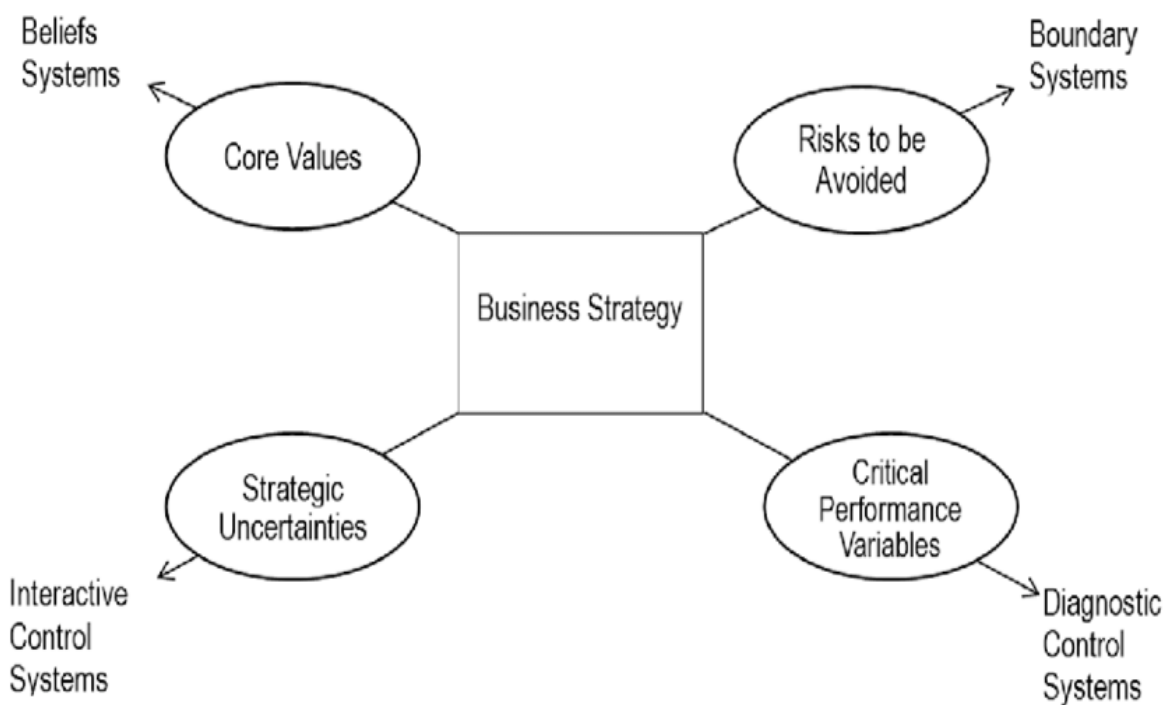 Beliefs
Systems
Core Values
Boundary
Systems
Risks to be
Avoided
Business Strategy
Strategic
Uncertainties
Interactive
Control
Systems
Critical
Performance
Variables
Diagnostic
Control
Systems